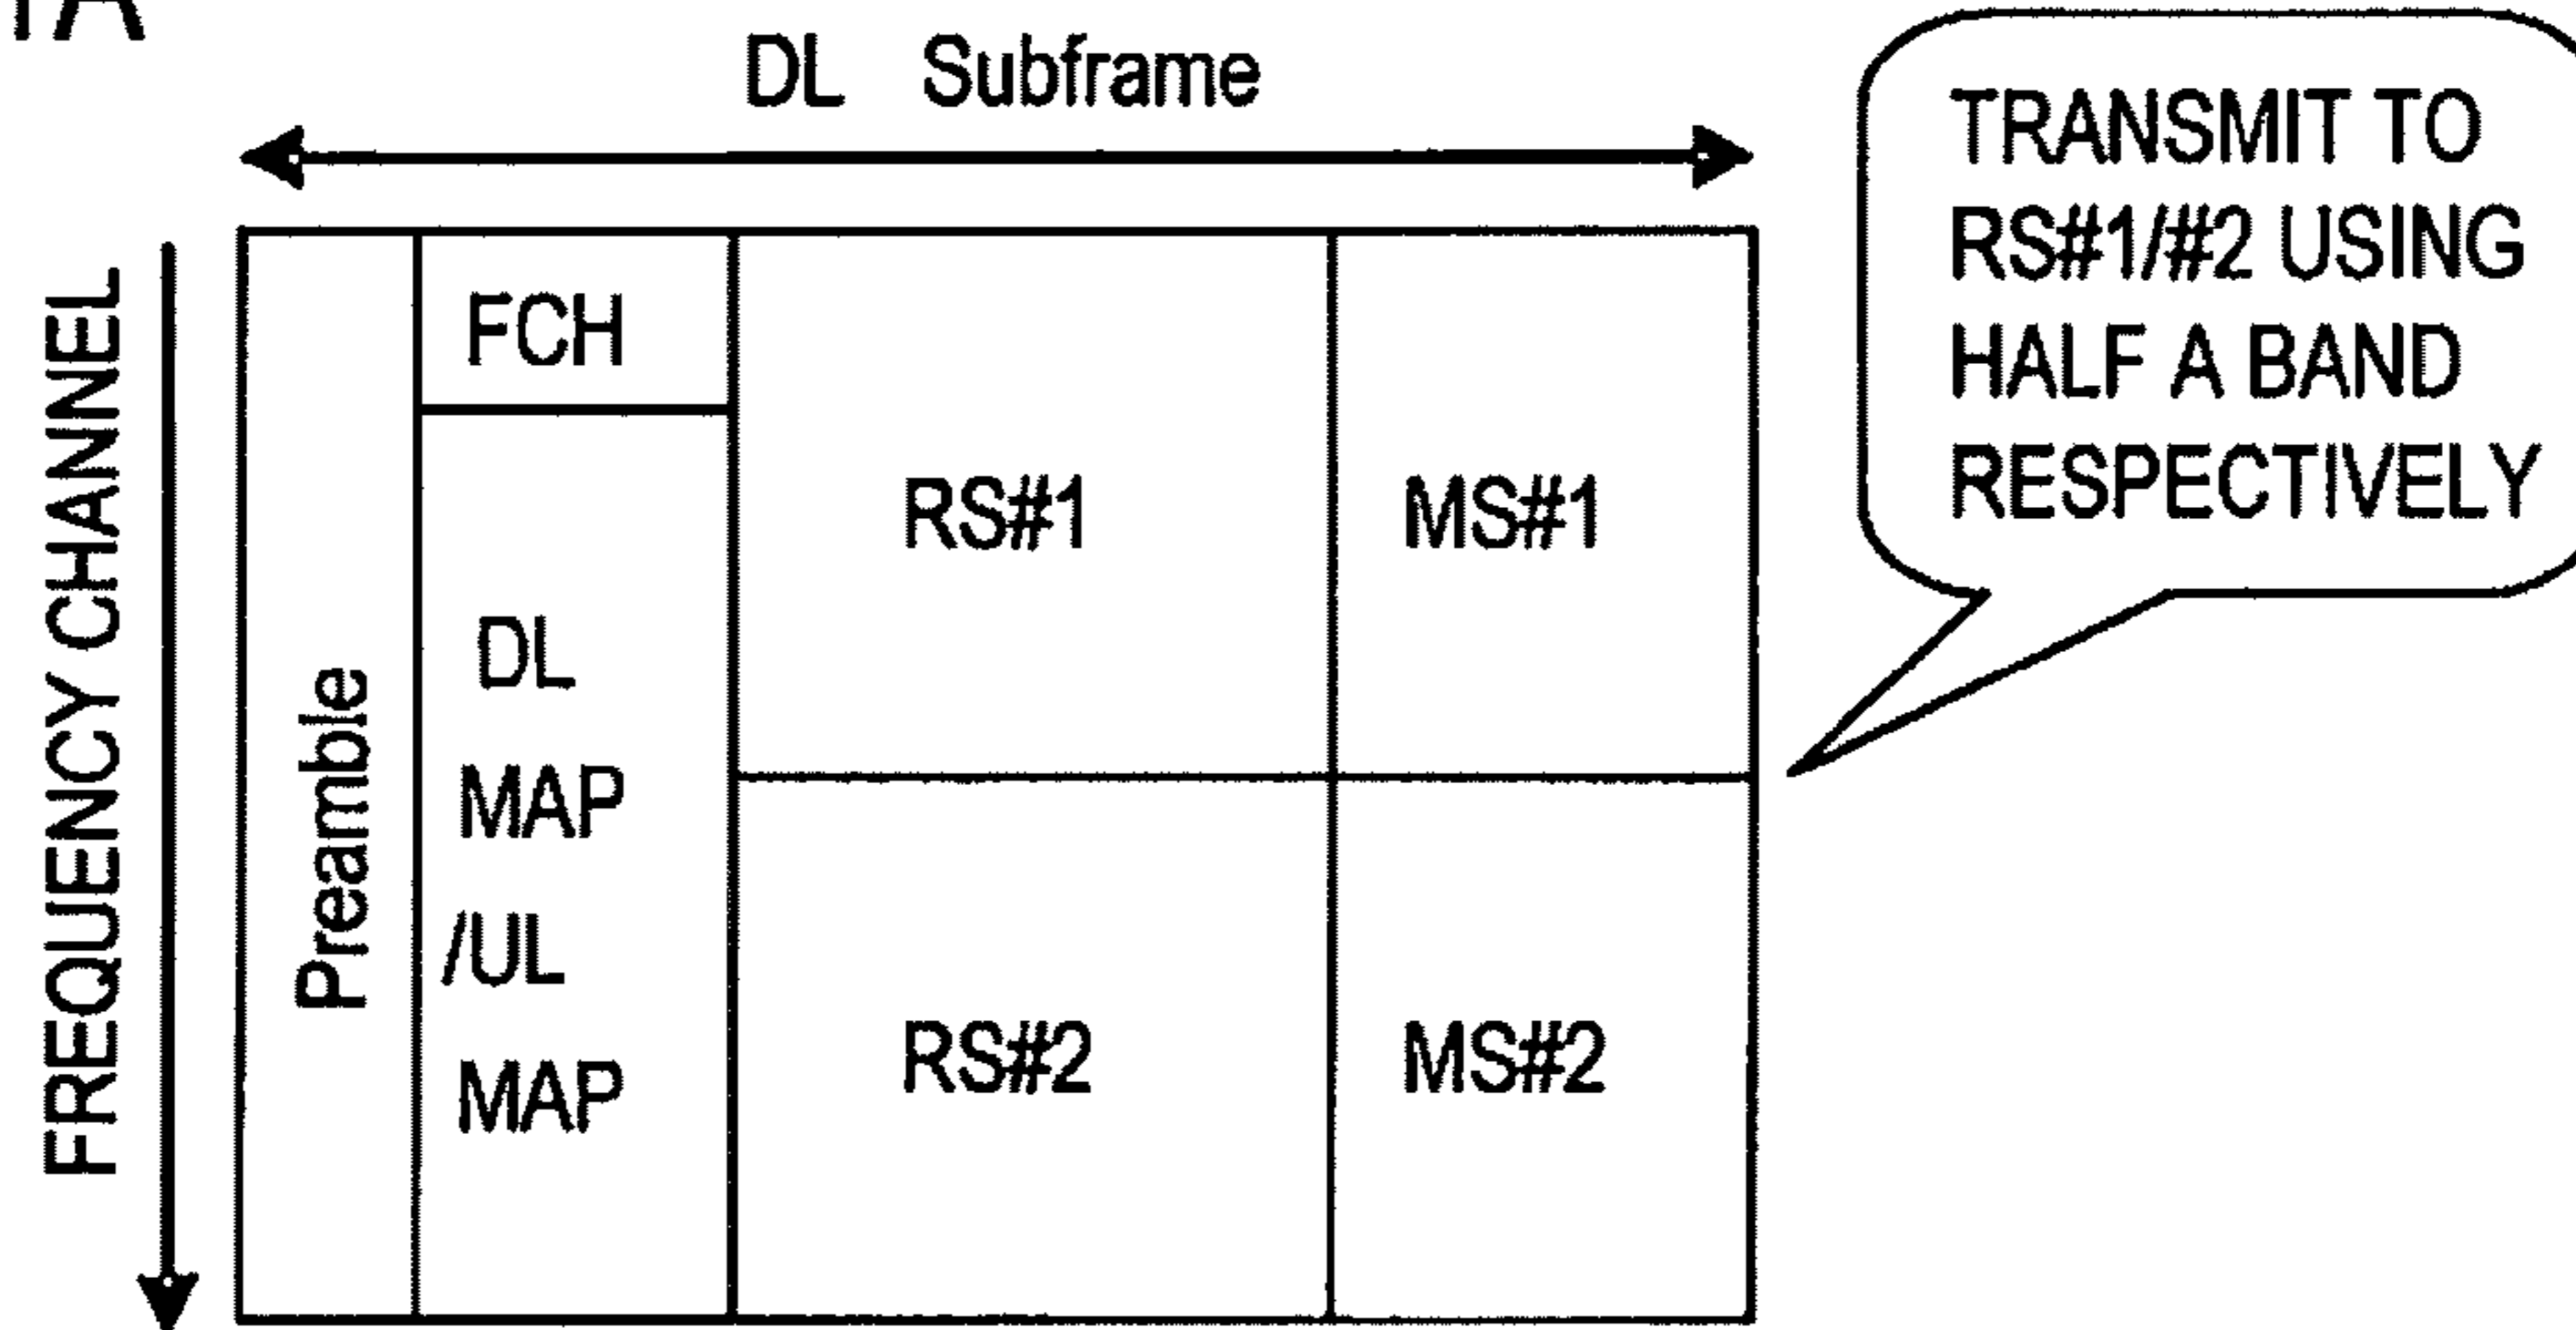 DL Subframe
TRANSMIT TO
RS#1/#2 USING
HALF A BAND
RESPECTIVELY
FREQUENCY CHANNEL
Preamble
FCH
DL
MAP
/UL
MAP
RS#1
MS#1
RS#2
MS#2